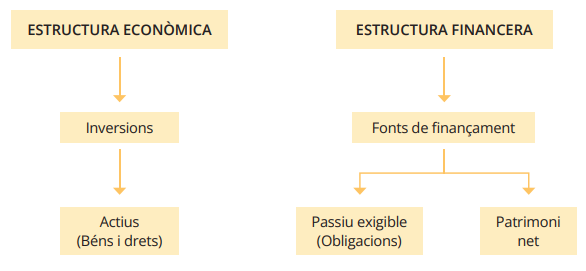 ESTRUCTURA ECONÒMICA
Inversions
Actius
(Béns i drets)
ESTRUCTURA FINANCERA
Fonts de finançament
Passiu exigible
(Obligacions)
Patrimoni
net